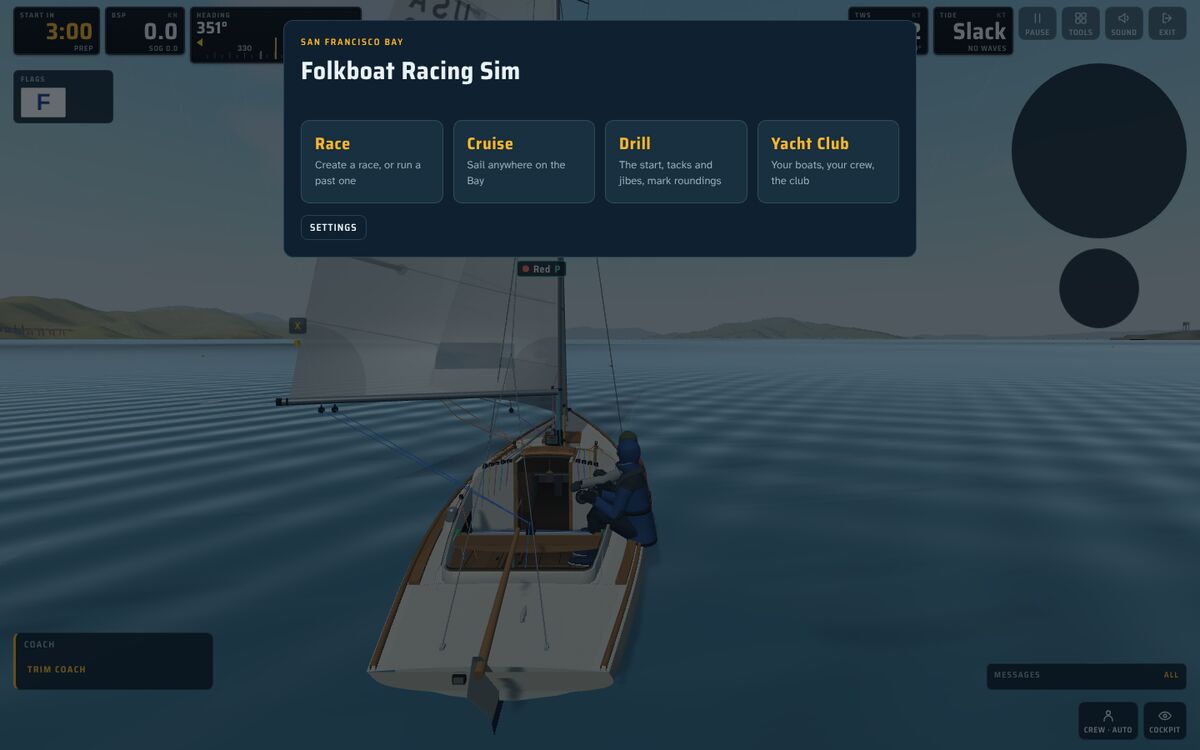 START IN
3:00
PREP
BSP KN
0.0
SOG 0.0
HEADING
351°
330
SAN FRANCISCO BAY
Folkboat Racing Sim
Race
Create a race, or run a
past one
Cruise
Sail anywhere on the
Bay
Drill
The start, tacks and
jibes, mark roundings
Yacht Club
Your boats, your crew,
the club
SETTINGS
TWS KT
TIDE KT
Slack
NO WAVES
PAUSE
TOOLS
SOUND
EXIT
FLAGS
F
Red P
X
COACH
TRIM COACH
MESSAGES ALL
CREW · AUTO
COCKPIT